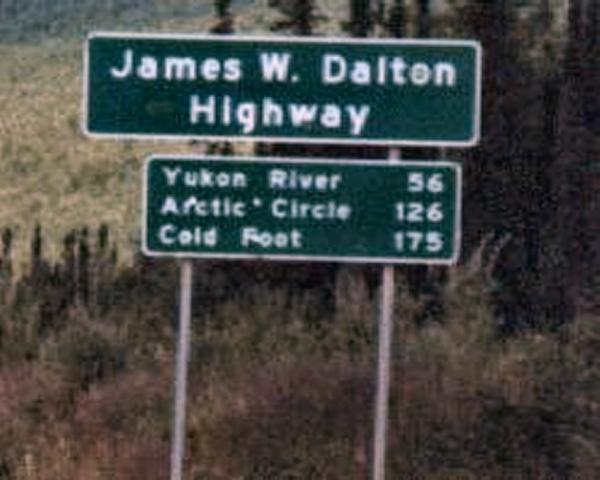 James W. Dalton
Highway
Yukon River 56
Arctic Circle 126
Cold Foot 175